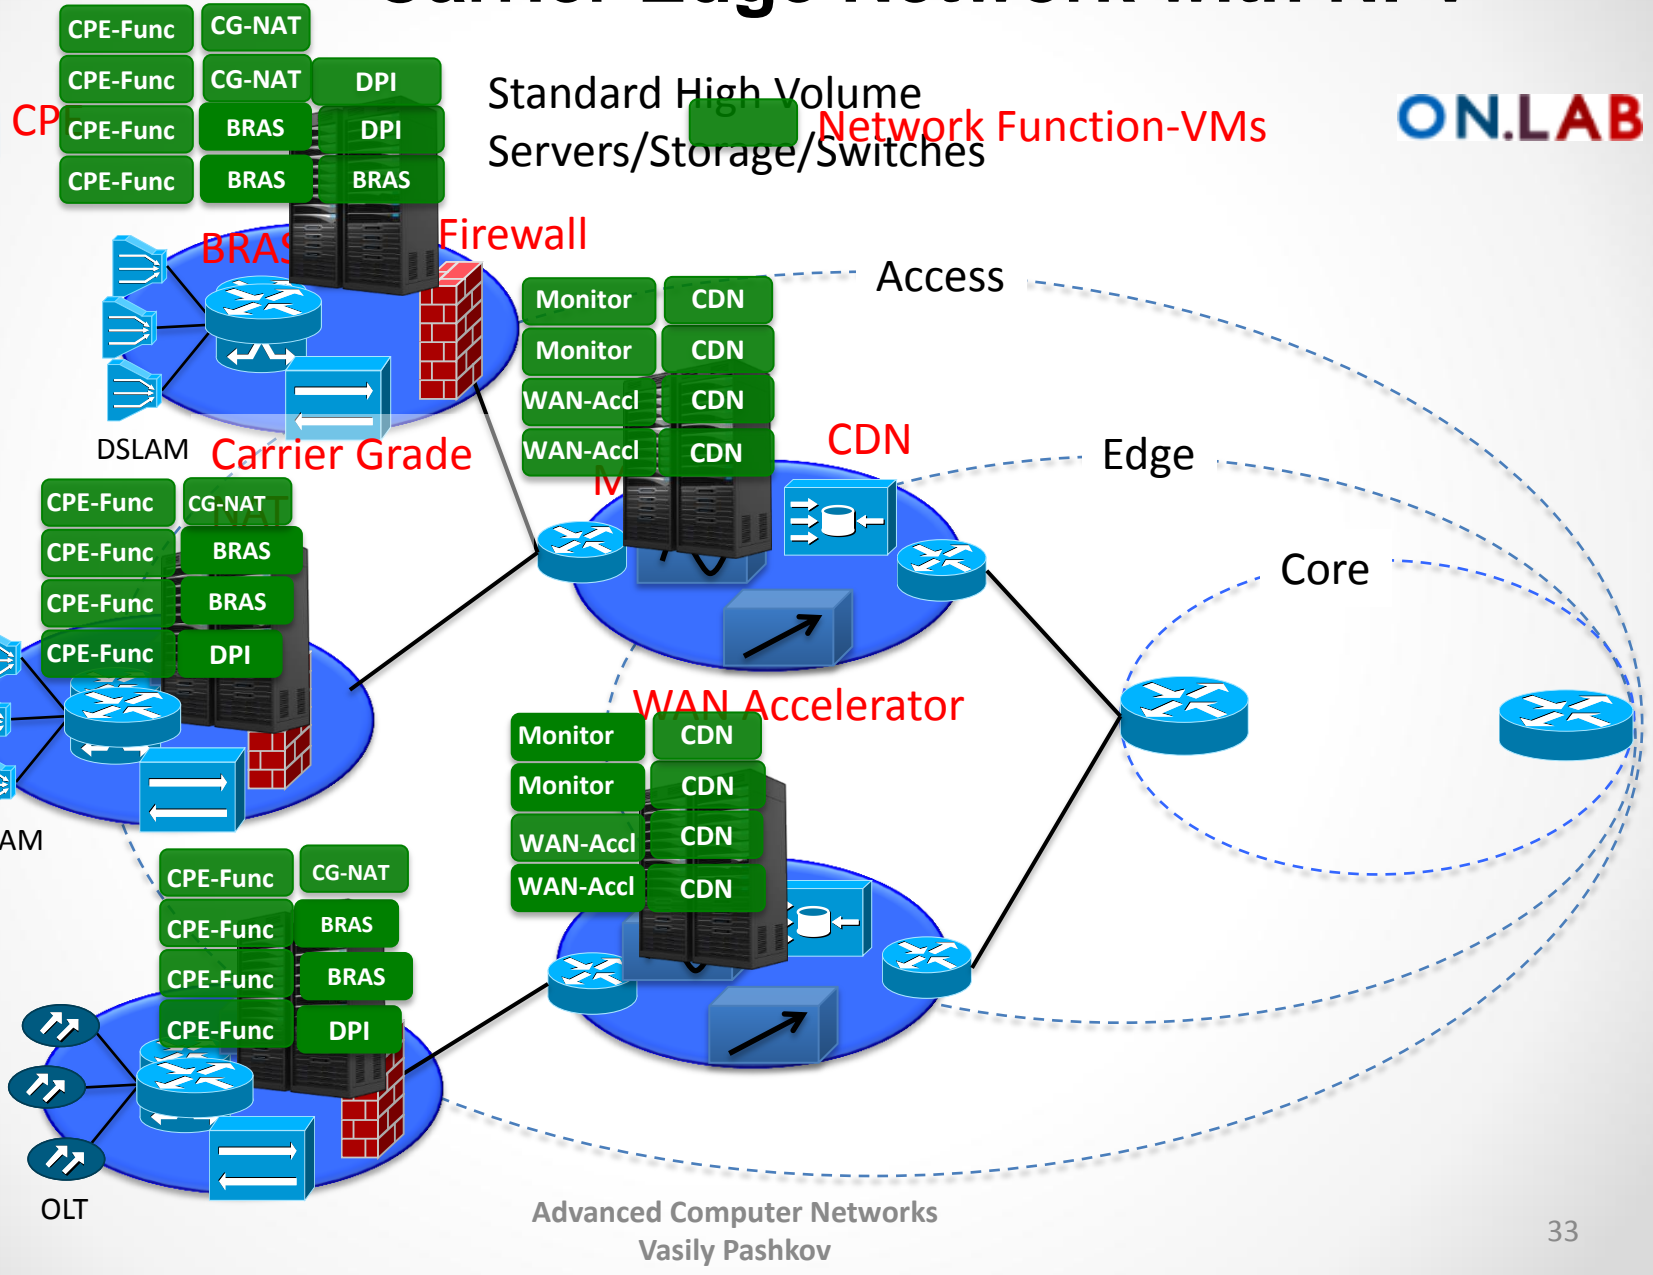 CPE-Func CG-NAT
CPE-Func CG-NAT DPI
CPE-Func BRAS DPI
CPE-Func BRAS BRAS
Standard High Volume
Servers/Storage/Switches
Network Function-VMs
ON.LAB
BRAS
Firewall
DSLAM
Carrier Grade
NAT
Monitor CDN
Monitor CDN
WAN-Accl CDN
WAN-Accl CDN
CDN
Access
Edge
Core
CPE-Func CG-NAT
CPE-Func BRAS
CPE-Func BRAS
CPE-Func DPI
AM
WAN Accelerator
Monitor CDN
Monitor CDN
WAN-Accl CDN
WAN-Accl CDN
CPE-Func CG-NAT
CPE-Func BRAS
CPE-Func BRAS
CPE-Func DPI
OLT
Advanced Computer Networks
Vasily Pashkov
33